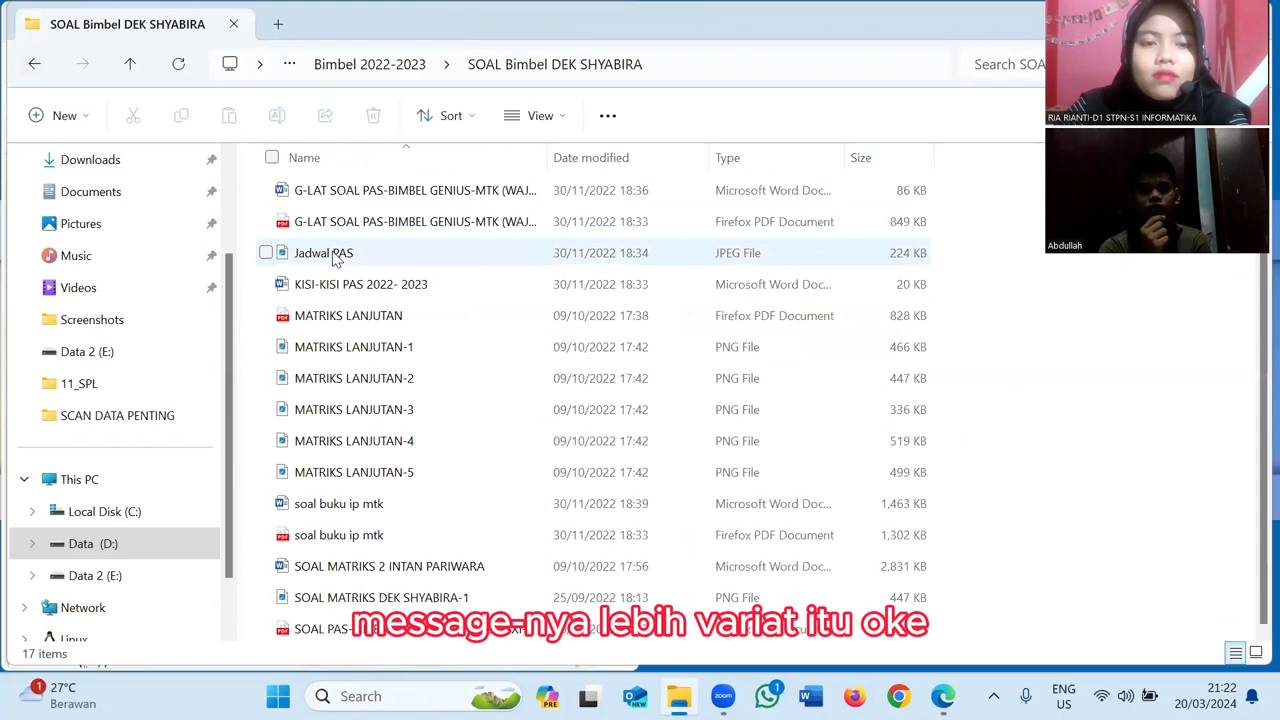 SOAL Bimbel DEK SHYABIRA
Bimbel 2022-2023
SOAL Bimbel DEK SHYABIRA
Search SOA
New
Sort
View
Name
Date modified
Type
Size
Downloads
Documents
Pictures
Music
Videos
Screenshots
Data 2 (E:)
11_SPL
SCAN DATA PENTING
This PC
Local Disk (C:)
Data (D:)
Data 2 (E:)
Network
Linux
G-LAT SOAL PAS-BIMBEL GENIUS-MTK (WAJ... 30/11/2022 18:36 Microsoft Word Doc... 86 KB
G-LAT SOAL PAS-BIMBEL GENIUS-MTK (WAJ... 30/11/2022 18:33 Firefox PDF Document 849 KB
Jadwal PAS 30/11/2022 18:34 JPEG File 224 KB
KISI-KISI PAS 2022- 2023 30/11/2022 18:33 Microsoft Word Doc... 20 KB
MATRIKS LANJUTAN 09/10/2022 17:38 Firefox PDF Document 828 KB
MATRIKS LANJUTAN-1 09/10/2022 17:42 PNG File 466 KB
MATRIKS LANJUTAN-2 09/10/2022 17:42 PNG File 447 KB
MATRIKS LANJUTAN-3 09/10/2022 17:42 PNG File 336 KB
MATRIKS LANJUTAN-4 09/10/2022 17:42 PNG File 519 KB
MATRIKS LANJUTAN-5 09/10/2022 17:42 PNG File 499 KB
soal buku ip mtk 30/11/2022 18:39 Microsoft Word Doc... 1,463 KB
soal buku ip mtk 30/11/2022 18:33 Firefox PDF Document 1,302 KB
SOAL MATRIKS 2 INTAN PARIWARA 09/10/2022 17:56 Microsoft Word Doc... 2,831 KB
SOAL MATRIKS DEK SHYABIRA-1 25/09/2022 18:13 PNG File 447 KB
SOAL PAS
message-nya lebih variat itu oke
17 items
RIA RIANTI-D1 STPN-S1 INFORMATIKA
Abdullah
1
27°C
Berawan
Search
PRE
NEW
zoom
1
ENG
US
21:22
20/03/2024